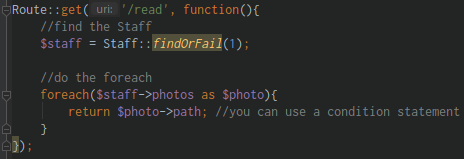 Route::get( uri: '/read', function(){
//find the Staff
$staff = Staff::findOrFail(1);
//do the foreach
foreach($staff->photos as $photo){
return $photo->path; //you can use a condition statement
}
});